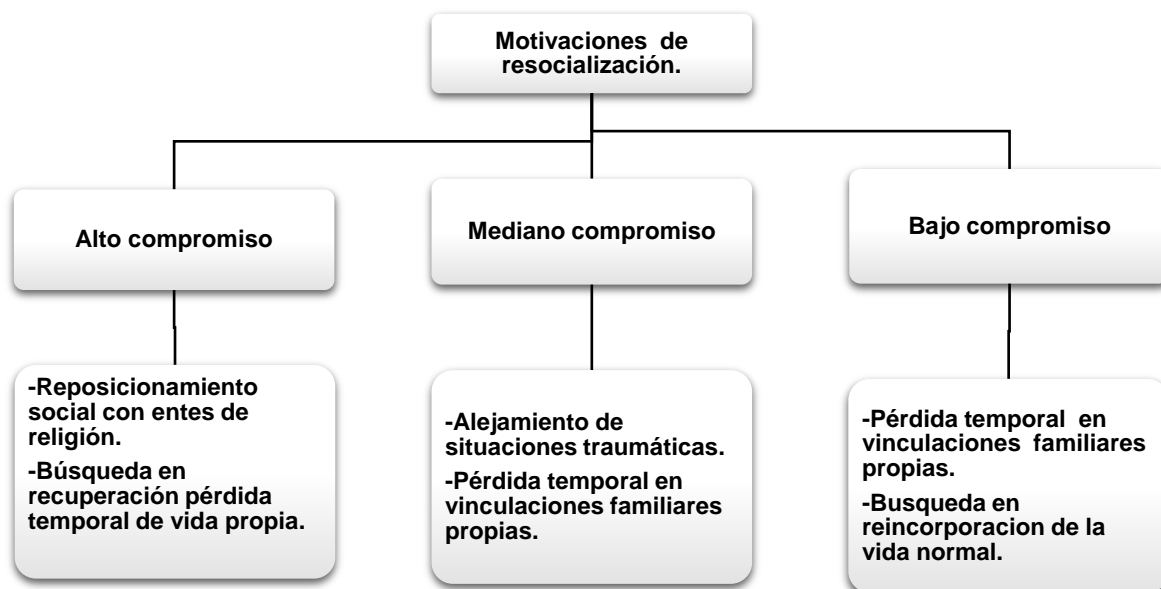 Motivaciones de
resocialización.
Alto compromiso
Mediano compromiso
Bajo compromiso
-Reposicionamiento
social con entes de
religión.
-Búsqueda en
recuperación pérdida
temporal de vida propia.
-Alejamiento de
situaciones traumáticas.
-Pérdida temporal en
vinculaciones familiares
propias.
-Pérdida temporal en
vinculaciones familiares
propias.
-Busqueda en
reincorporacion de la
vida normal.